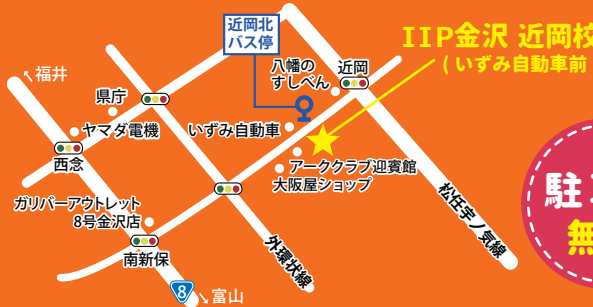 近岡北
バス停
IIP金沢 近岡校
(いずみ自動車前
八幡の
すしべん
近岡
↖福井
県庁
ヤマダ電機
いずみ自動車
西念
アーククラブ迎賓館
大阪屋ショップ
ガリバーアウトレット
8号金沢店
南新保
外環状線
松任宇ノ気線
8
↘富山
駐
無